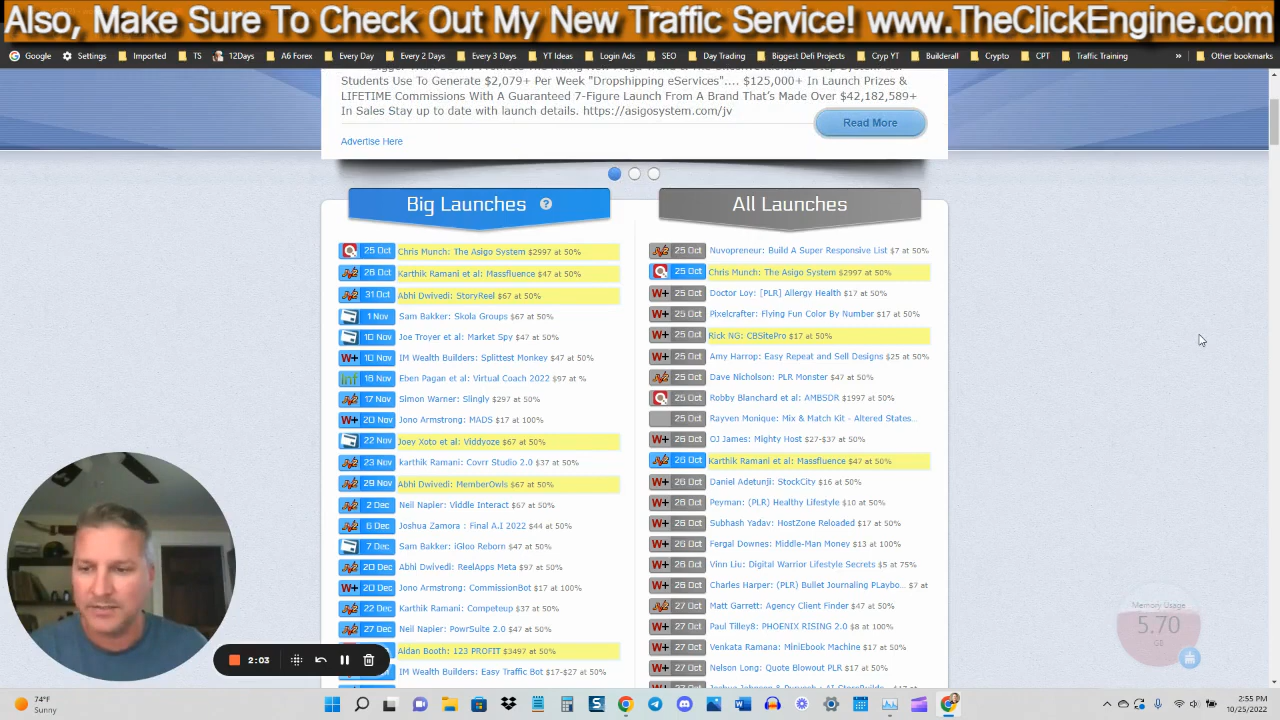 Also, Make Sure To Check Out My New Traffic Service! www.TheClickEngine.com
Google Settings Imported TS 12Days A6 Forex Every Day Every 2 Days Every 3 Days YT Ideas Login Ads SEO Day Trading Biggest Defi Projects Cryp YT Builderall Crypto CPT Traffic Training » Other bookmarks
Students Use To Generate $2,079+ Per Week "Dropshipping eServices".... $125,000+ In Launch Prizes &
LIFETIME Commissions With A Guaranteed 7-Figure Launch From A Brand That's Made Over $42,182,589+
In Sales Stay up to date with launch details. https://asigosystem.com/jv
Read More
Advertise Here
Big Launches ?
25 Oct Chris Munch: The Asigo System $2997 at 50%
26 Oct Karthik Ramani et al: Massfluence $47 at 50%
31 Oct Abhi Dwivedi: StoryReel $67 at 50%
1 Nov Sam Bakker: Skola Groups $67 at 50%
10 Nov Joe Troyer et al: Market Spy $47 at 50%
W+ 10 Nov IM Wealth Builders: Splittest Monkey $47 at 50%
inf 16 Nov Eben Pagan et al: Virtual Coach 2022 $97 at %
17 Nov Simon Warner: Slingly $297 at 50%
W+ 20 Nov Jono Armstrong: MADS $17 at 100%
22 Nov Joey Xoto et al: Viddyoze $67 at 50%
23 Nov karthik Ramani: Covrr Studio 2.0 $37 at 50%
29 Nov Abhi Dwivedi: MemberOwls $67 at 50%
2 Dec Neil Napier: Viddle Interact $67 at 50%
6 Dec Joshua Zamora : Final A.I 2022 $44 at 50%
7 Dec Sam Bakker: iGloo Reborn $47 at 50%
20 Dec Abhi Dwivedi: ReelApps Meta $97 at 50%
W+ 20 Dec Jono Armstrong: CommissionBot $17 at 100%
22 Dec Karthik Ramani: Competeup $37 at 50%
27 Dec Neil Napier: PowrSuite 2.0 $47 at 50%
Aidan Booth: 123 PROFIT $3497 at 50%
IM Wealth Builders: Easy Traffic Bot $17-$27 at 50%
All Launches
25 Oct Nuvopreneur: Build A Super Responsive List $7 at 50%
25 Oct Chris Munch: The Asigo System $2997 at 50%
W+ 25 Oct Doctor Loy: [PLR] Allergy Health $17 at 50%
W+ 25 Oct Pixelcrafter: Flying Fun Color By Number $17 at 50%
W+ 25 Oct Rick NG: CBSitePro $17 at 50%
W+ 25 Oct Amy Harrop: Easy Repeat and Sell Designs $25 at 50%
25 Oct Dave Nicholson: PLR Monster $47 at 50%
25 Oct Robby Blanchard et al: AMBSDR $1997 at 50%
25 Oct Rayven Monique: Mix & Match Kit - Altered States...
W+ 26 Oct OJ James: Mighty Host $27-$37 at 50%
26 Oct Karthik Ramani et al: Massfluence $47 at 50%
W+ 26 Oct Daniel Adetunji: StockCity $16 at 50%
W+ 26 Oct Peyman: (PLR) Healthy Lifestyle $10 at 50%
W+ 26 Oct Subhash Yadav: HostZone Reloaded $17 at 50%
W+ 26 Oct Fergal Downes: Middle-Man Money $13 at 100%
W+ 26 Oct Vinn Liu: Digital Warrior Lifestyle Secrets $5 at 75%
W+ 26 Oct Charles Harper: (PLR) Bullet Journaling PLaybo... $7 at
27 Oct Matt Garrett: Agency Client Finder $47 at 50%
W+ 27 Oct Paul Tilley8: PHOENIX RISING 2.0 $8 at 100%
W+ 27 Oct Venkata Ramana: MiniEbook Machine $17 at 50%
W+ 27 Oct Nelson Long: Quote Blowout PLR $17 at 50%
Memory Usage
5.70
GB
2:03
74°F
Sunny
2:55 PM
10/25/2022